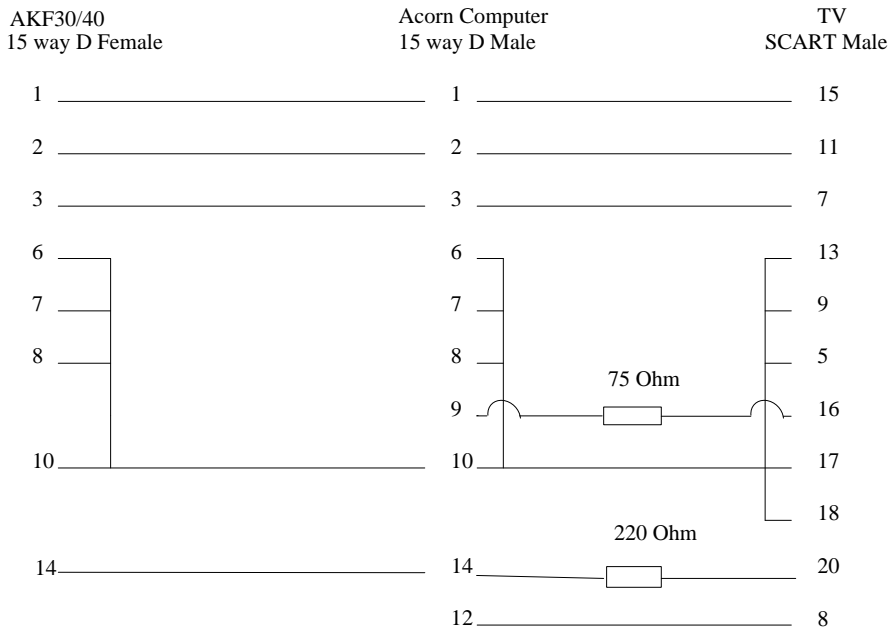 AKF30/40 Acorn Computer TV
15 way D Female 15 way D Male SCART Male
1 1 15
2 2 11
3 3 7
6 6 13
7 7 9
8 8 5
75 Ohm
9 16
10 10 17
18
220 Ohm
14 14 20
12 8